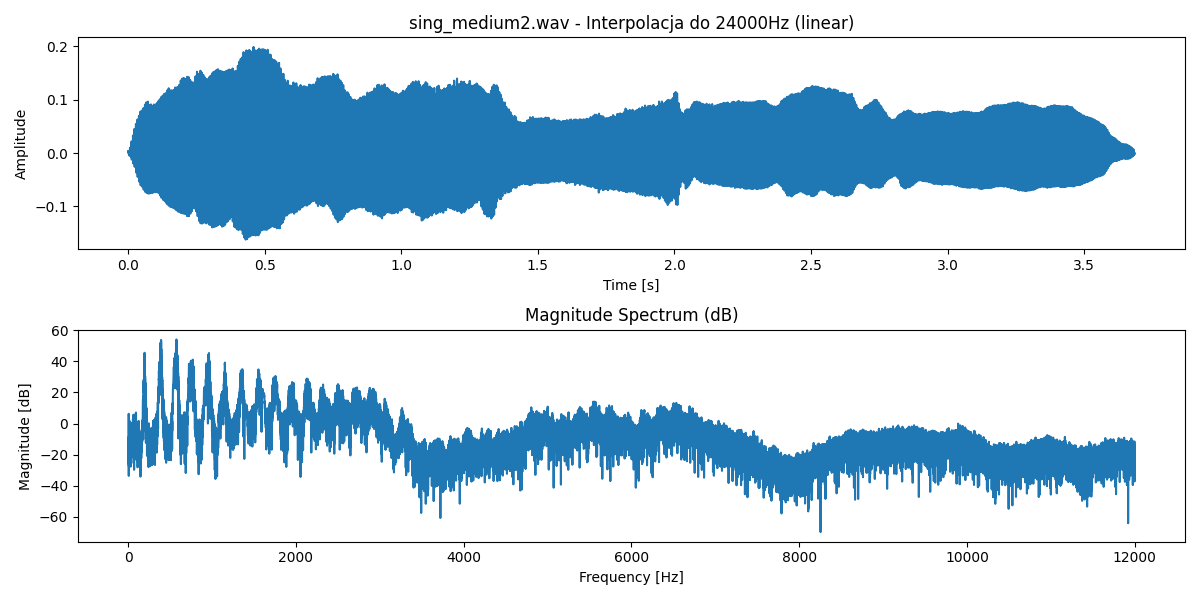 sing_medium2.wav - Interpolacja do 24000Hz (linear)
0.2
0.1
0.0
−0.1
Amplitude
0.0 0.5 1.0 1.5 2.0 2.5 3.0 3.5
Time [s]
Magnitude Spectrum (dB)
60
40
20
0
−20
−40
−60
Magnitude [dB]
0 2000 4000 6000 8000 10000 12000
Frequency [Hz]